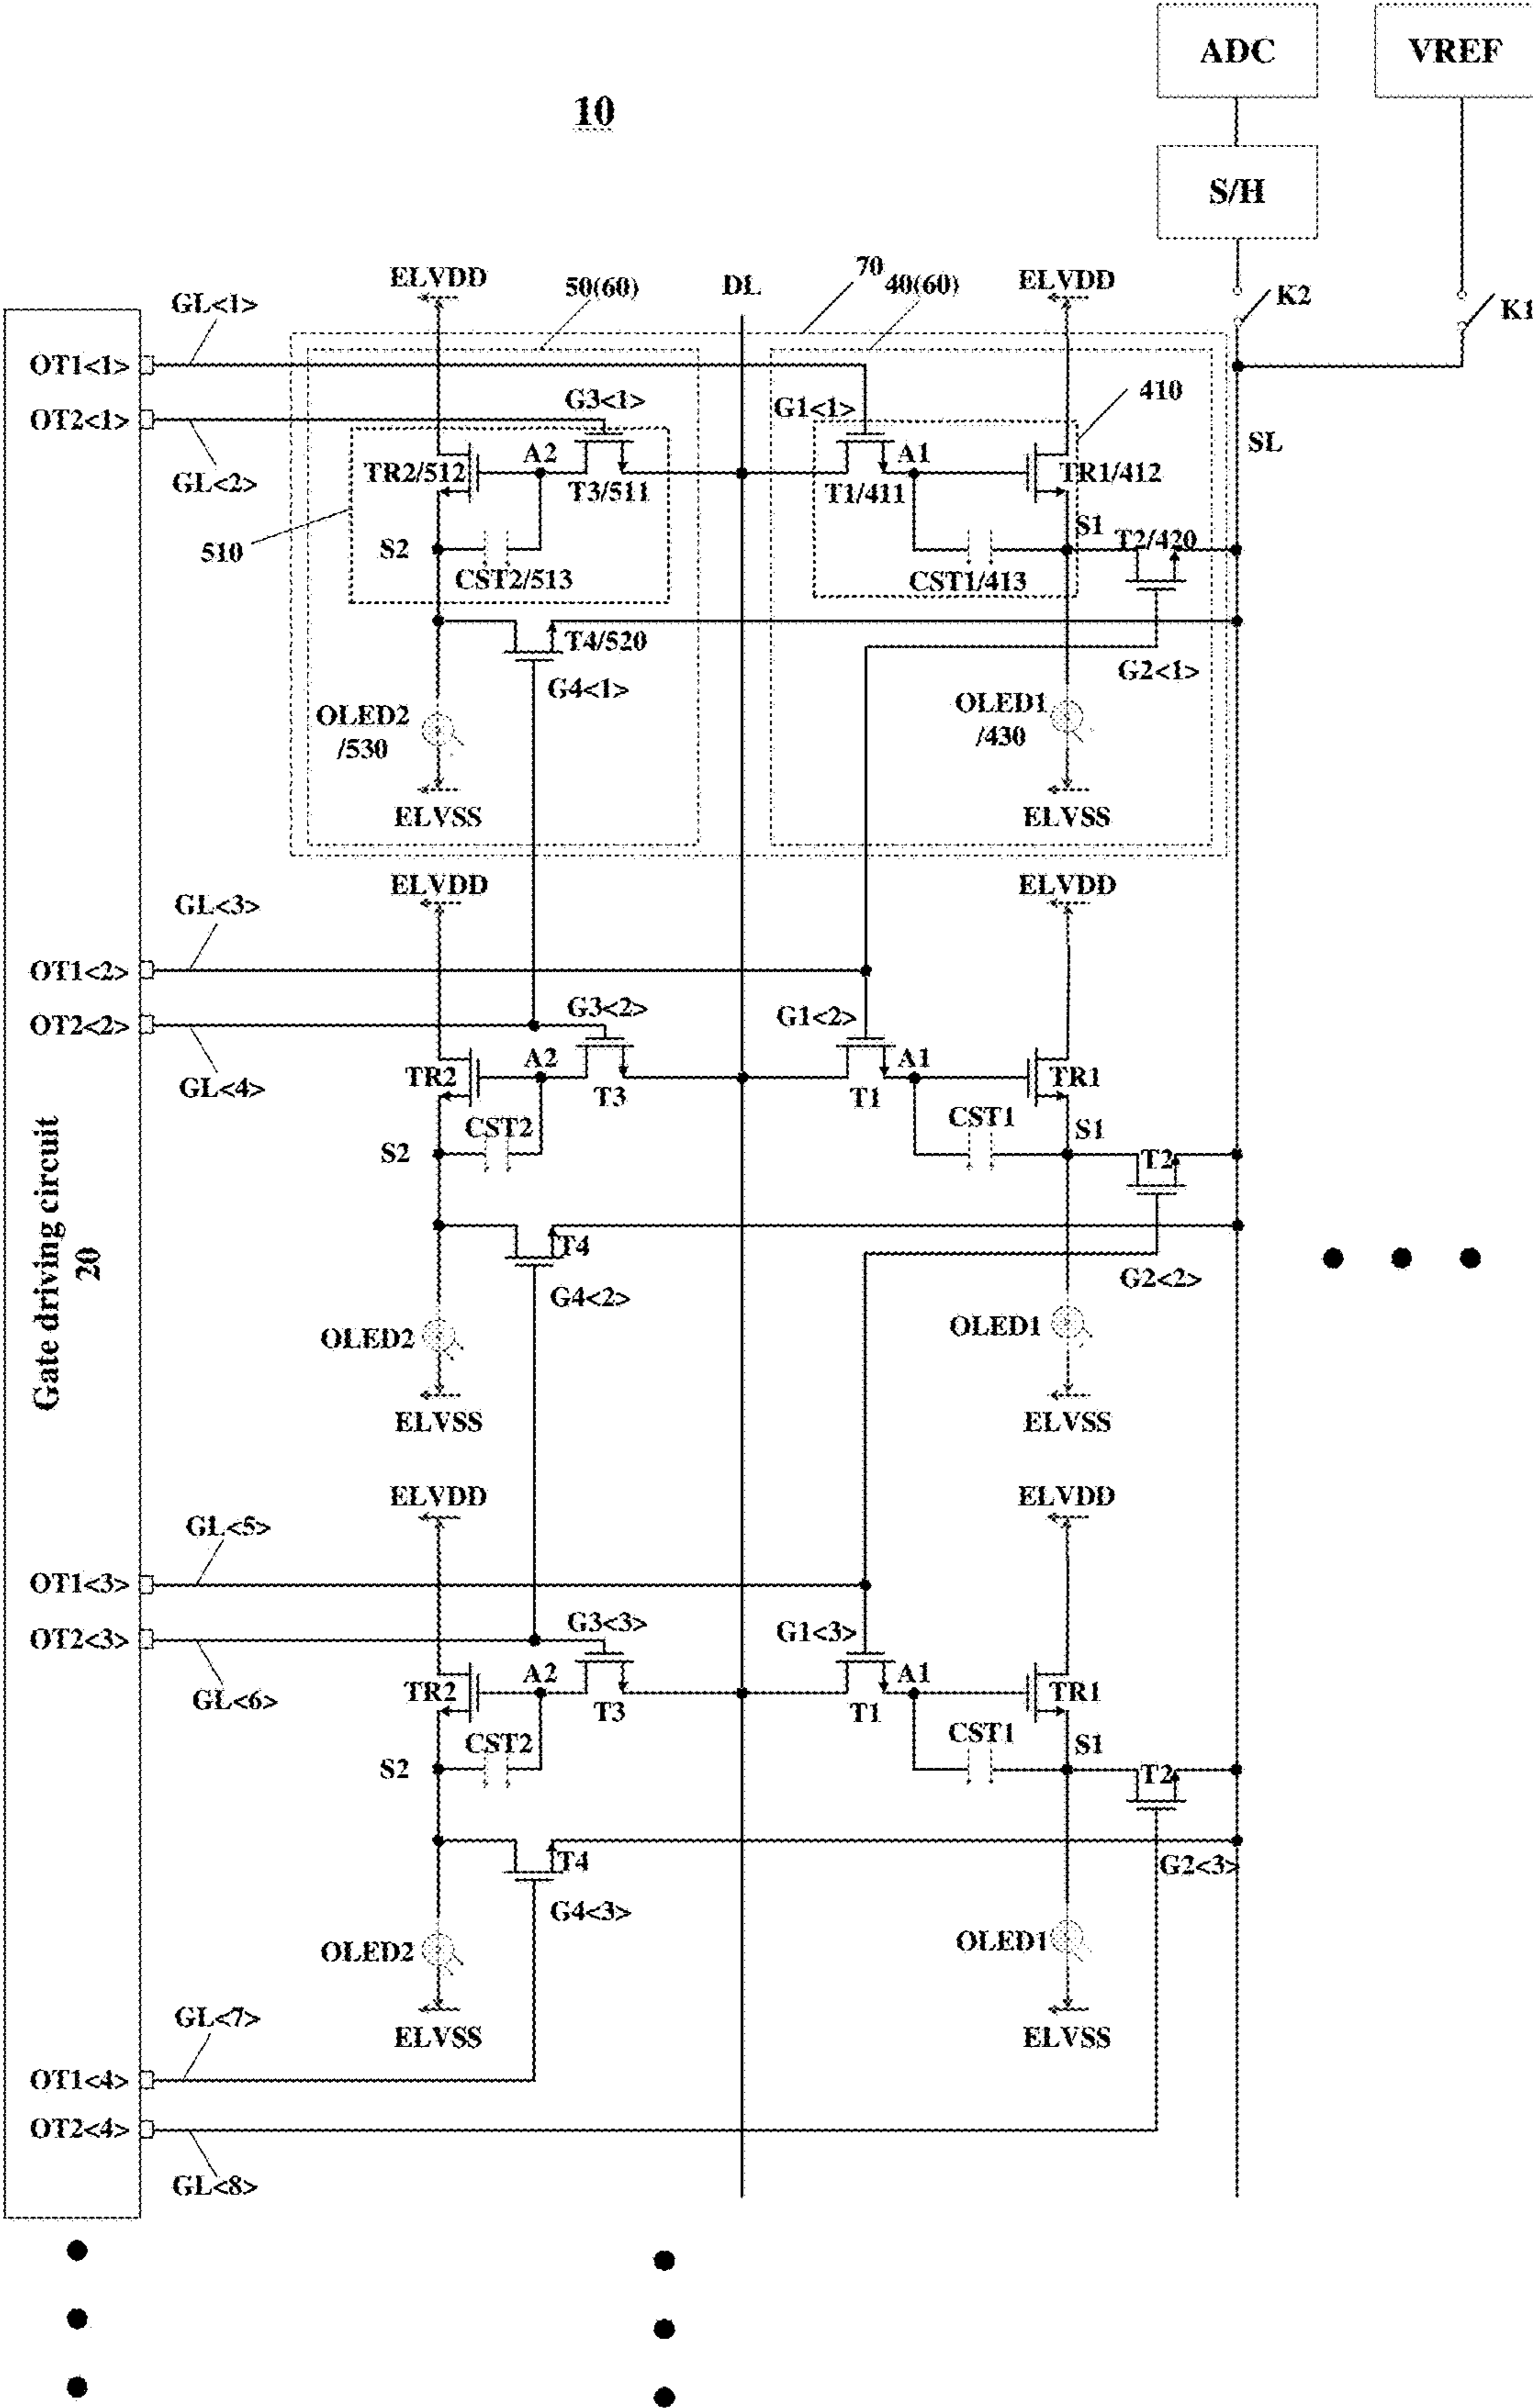 ADC
VREF
10
S/H
ELVDD
50(60)
DL
70
40(60)
ELVDD
K2
K1
GL<1>
OT1<1>
G3<1>
G1<1>
410
OT2<1>
SL
GL<2>
TR2/512
A2
T3/511
T1/411
A1
TR1/412
S1
T2/420
510
S2
CST2/513
CST1/413
T4/520
G4<1>
G2<1>
OLED2
/530
OLED1
/430
ELVSS
ELVSS
ELVDD
ELVDD
GL<3>
OT1<2>
G3<2>
G1<2>
OT2<2>
GL<4>
TR2
A2
T3
T1
A1
TR1
CST2
CST1
S1
S2
T2
T4
G4<2>
G2<2>
Gate driving circuit
20
OLED2
OLED1
ELVSS
ELVSS
ELVDD
ELVDD
GL<5>
OT1<3>
G3<3>
G1<3>
OT2<3>
GL<6>
TR2
A2
T3
T1
A1
TR1
CST2
CST1
S1
S2
T2
T4
G4<3>
G2<3>
OLED2
OLED1
GL<7>
ELVSS
ELVSS
OT1<4>
OT2<4>
GL<8>